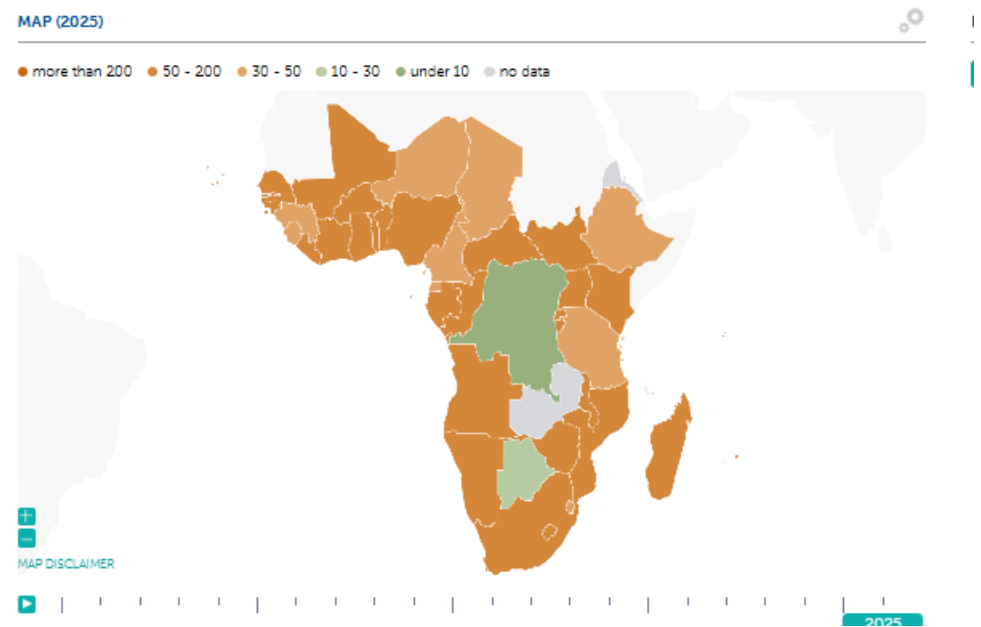 MAP (2025)
more than 200 50 - 200 30 - 50 10 - 30 under 10 no data
+
−
MAP DISCLAIMER
2025